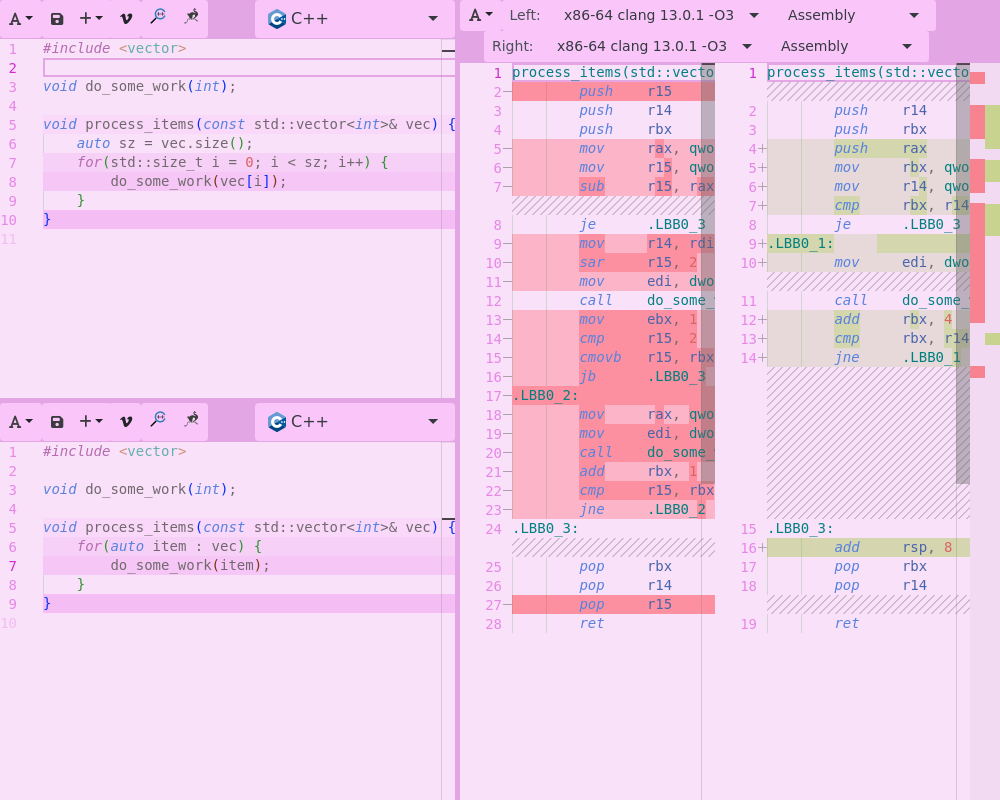 A
C++
1 #include <vector>
2
3 void do_some_work(int);
4
5 void process_items(const std::vector<int>& vec) {
6 auto sz = vec.size();
7 for(std::size_t i = 0; i < sz; i++) {
8 do_some_work(vec[i]);
9 }
10 }
11
A
C++
1 #include <vector>
2
3 void do_some_work(int);
4
5 void process_items(const std::vector<int>& vec) {
6 for(auto item : vec) {
7 do_some_work(item);
8 }
9 }
10
A Left: x86-64 clang 13.0.1 -O3 Assembly
Right: x86-64 clang 13.0.1 -O3 Assembly
1 process_items(std::vecto
2− push r15
3 push r14
4 push rbx
5− mov rax, qwo
6− mov r15, qwo
7− sub r15, rax
8 je .LBB0_3
9− mov r14, rdi
10− sar r15, 2
11− mov edi, dwo
12 call do_some_
13− mov ebx, 1
14− cmp r15, 2
15− cmovb r15, rbx
16− jb .LBB0_3
17− .LBB0_2:
18− mov rax, qwo
19− mov edi, dwo
20− call do_some_
21− add rbx, 1
22− cmp r15, rbx
23− jne .LBB0_2
24 .LBB0_3:
25 pop rbx
26 pop r14
27− pop r15
28 ret
1 process_items(std::vecto
2 push r14
3 push rbx
4+ push rax
5+ mov rbx, qwo
6+ mov r14, qwo
7+ cmp rbx, r14
8 je .LBB0_3
9+ .LBB0_1:
10+ mov edi, dwo
11 call do_some_
12+ add rbx, 4
13+ cmp rbx, r14
14+ jne .LBB0_1
15 .LBB0_3:
16+ add rsp, 8
17 pop rbx
18 pop r14
19 ret